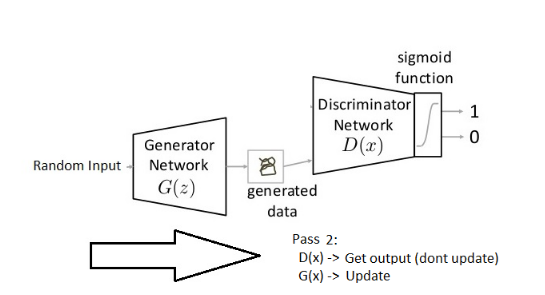 sigmoid
function
Discriminator
Network
D(x)
1
0
Generator
Network
G(z)
Random Input
generated
data
Pass 2:
D(x) -> Get output (dont update)
G(x) -> Update